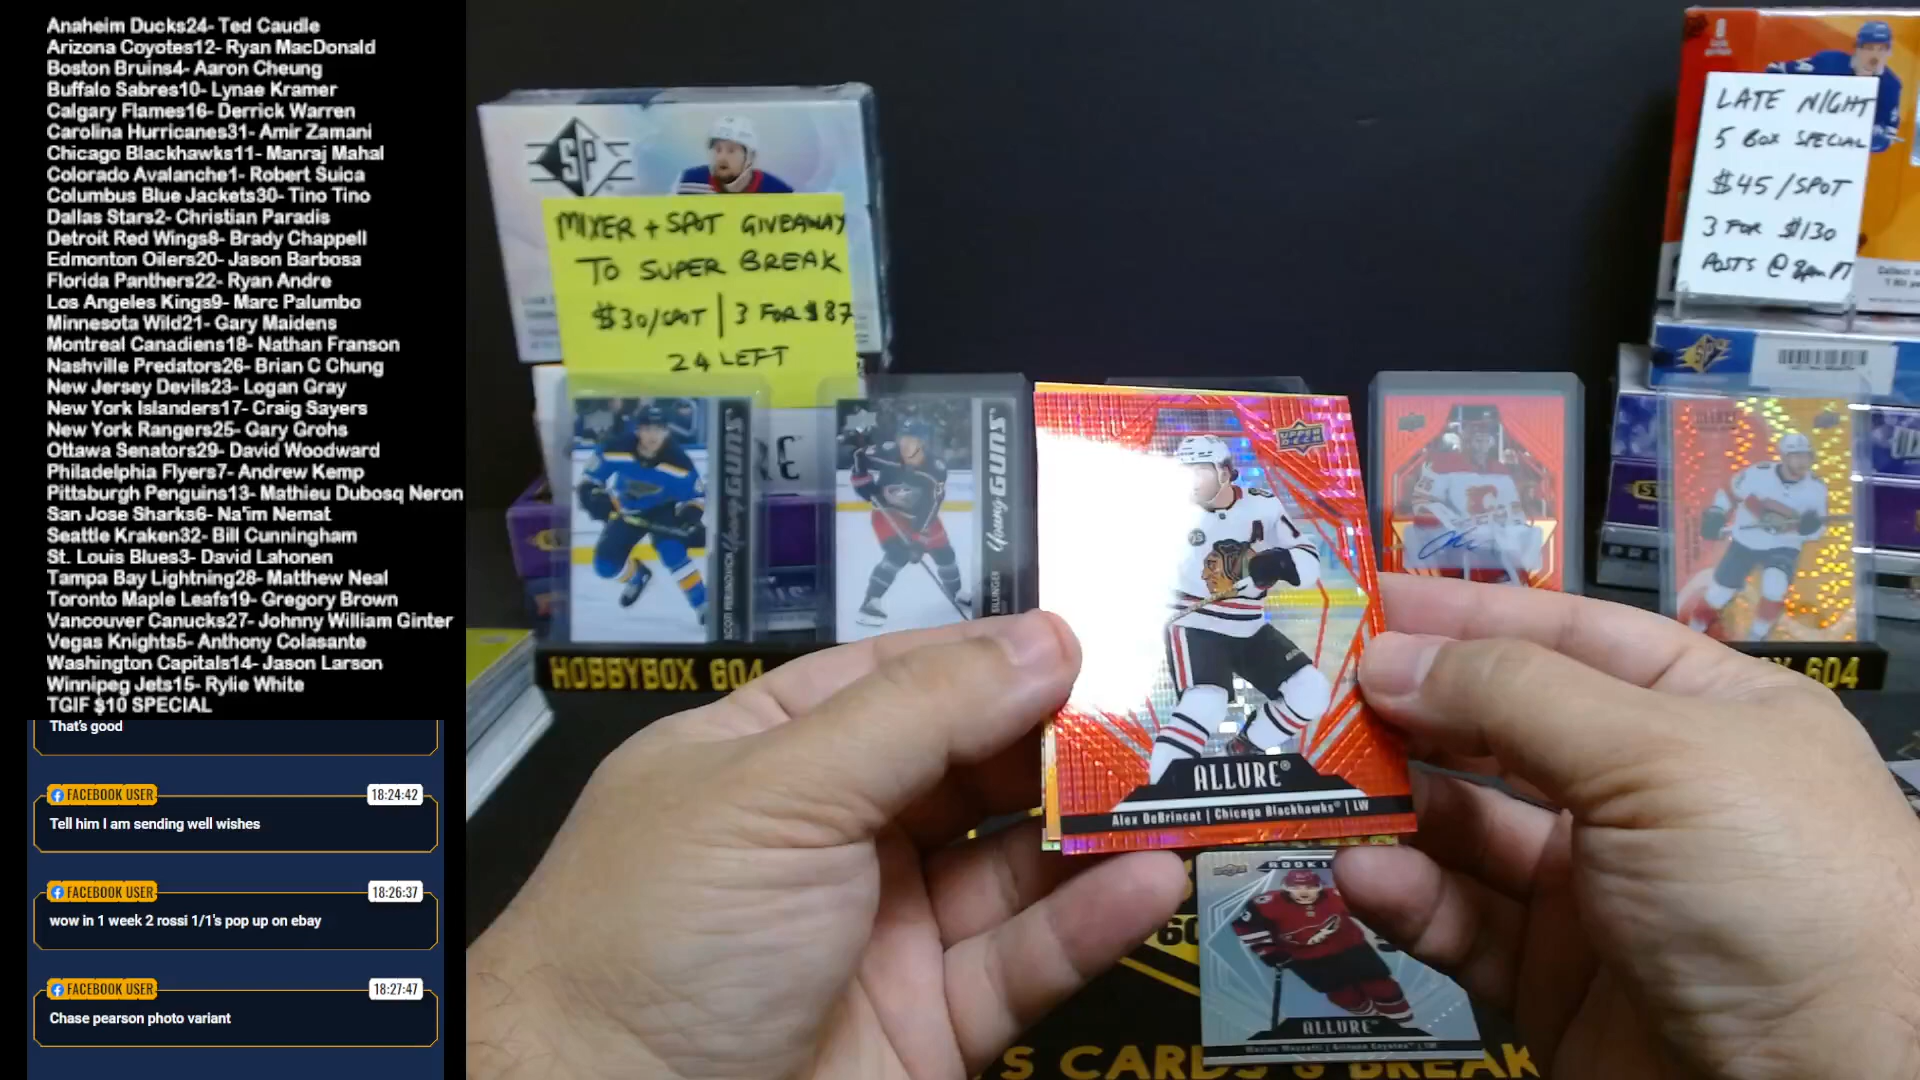 Anaheim Ducks24- Ted Caudle
Arizona Coyotes12- Ryan MacDonald
Boston Bruins4- Aaron Cheung
Buffalo Sabres10- Lynae Kramer
Calgary Flames16- Derrick Warren
Carolina Hurricanes31- Amir Zamani
Chicago Blackhawks11- Manraj Mahal
Colorado Avalanche1- Robert Suica
Columbus Blue Jackets30- Tino Tino
Dallas Stars2- Christian Paradis
Detroit Red Wings8- Brady Chappell
Edmonton Oilers20- Jason Barbosa
Florida Panthers22- Ryan Andre
Los Angeles Kings9- Marc Palumbo
Minnesota Wild21- Gary Maidens
Montreal Canadiens18- Nathan Franson
Nashville Predators26- Brian C Chung
New Jersey Devils23- Logan Gray
New York Islanders17- Craig Sayers
New York Rangers25- Gary Grohs
Ottawa Senators29- David Woodward
Philadelphia Flyers7- Andrew Kemp
Pittsburgh Penguins13- Mathieu Dubosq Neron
San Jose Sharks6- Na'im Nemat
Seattle Kraken32- Bill Cunningham
St. Louis Blues3- David Lahonen
Tampa Bay Lightning28- Matthew Neal
Toronto Maple Leafs19- Gregory Brown
Vancouver Canucks27- Johnny William Ginter
Vegas Knights5- Anthony Colasante
Washington Capitals14- Jason Larson
Winnipeg Jets15- Rylie White
TGIF $10 SPECIAL
That's good
FACEBOOK USER 18:24:42
Tell him I am sending well wishes
FACEBOOK USER 18:26:37
wow in 1 week 2 rossi 1/1's pop up on ebay
FACEBOOK USER 18:27:47
Chase pearson photo variant
SP
MIXER + SPOT GIVEAWAY
TO SUPER BREAK
$30/SPOT | 3 FOR $87
24 LEFT
LATE NIGHT
5 BOX SPECIAL
$45/SPOT
3 FOR $130
POSTS @ 8pm PT
Young GUNS
Young GUNS
SILLINGER
HOBBYBOX 604
604
UPPER DECK
ALLURE
Alex DeBrincat | Chicago Blackhawks | LW
ALLURE
CARDS
BREAK